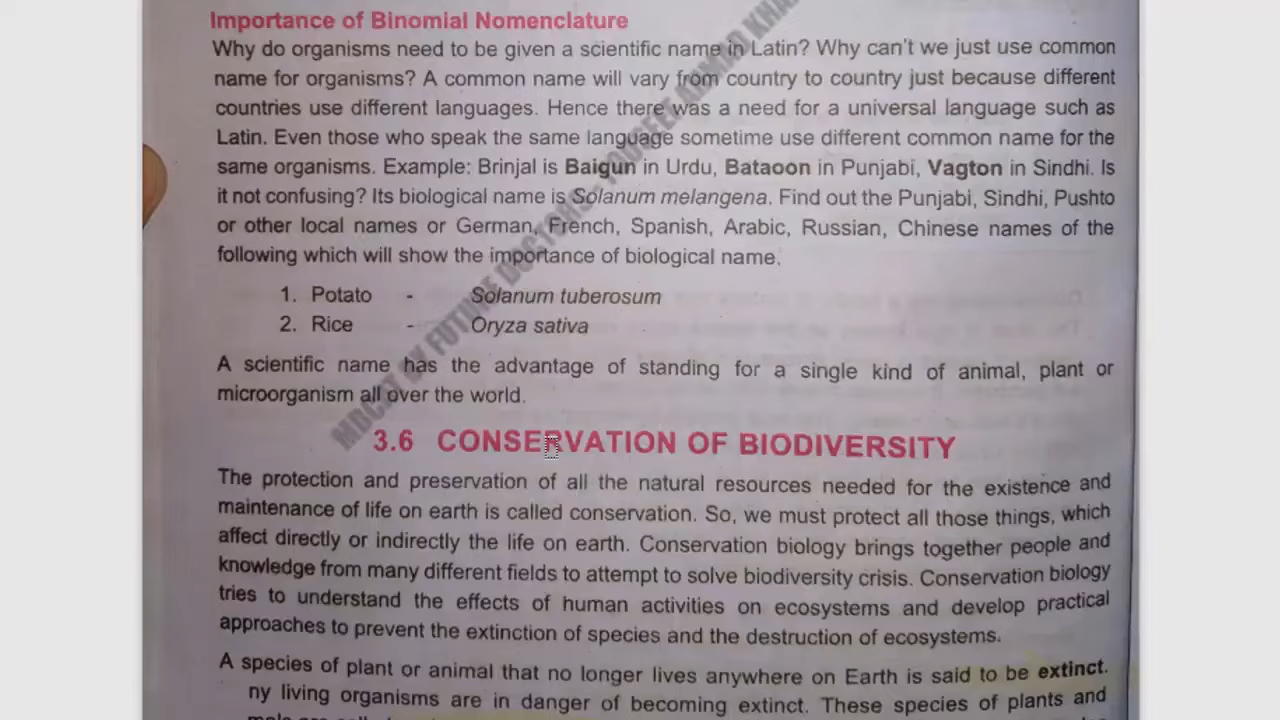 Importance of Binomial Nomenclature
Why do organisms need to be given a scientific name in Latin? Why can't we just use common
name for organisms? A common name will vary from country to country just because different
countries use different languages. Hence there was a need for a universal language such as
Latin. Even those who speak the same language sometime use different common name for the
same organisms. Example: Brinjal is Baigun in Urdu, Bataoon in Punjabi, Vagton in Sindhi. Is
it not confusing? Its biological name is Solanum melangena. Find out the Punjabi, Sindhi, Pushto
or other local names or German, French, Spanish, Arabic, Russian, Chinese names of the
following which will show the importance of biological name.
1. Potato - Solanum tuberosum
2. Rice - Oryza sativa
A scientific name has the advantage of standing for a single kind of animal, plant or
microorganism all over the world.
3.6 CONSERVATION OF BIODIVERSITY
The protection and preservation of all the natural resources needed for the existence and
maintenance of life on earth is called conservation. So, we must protect all those things, which
affect directly or indirectly the life on earth. Conservation biology brings together people and
knowledge from many different fields to attempt to solve biodiversity crisis. Conservation biology
tries to understand the effects of human activities on ecosystems and develop practical
approaches to prevent the extinction of species and the destruction of ecosystems.
A species of plant or animal that no longer lives anywhere on Earth is said to be extinct.
ny living organisms are in danger of becoming extinct. These species of plants and
BY FUTURE DOCTORS